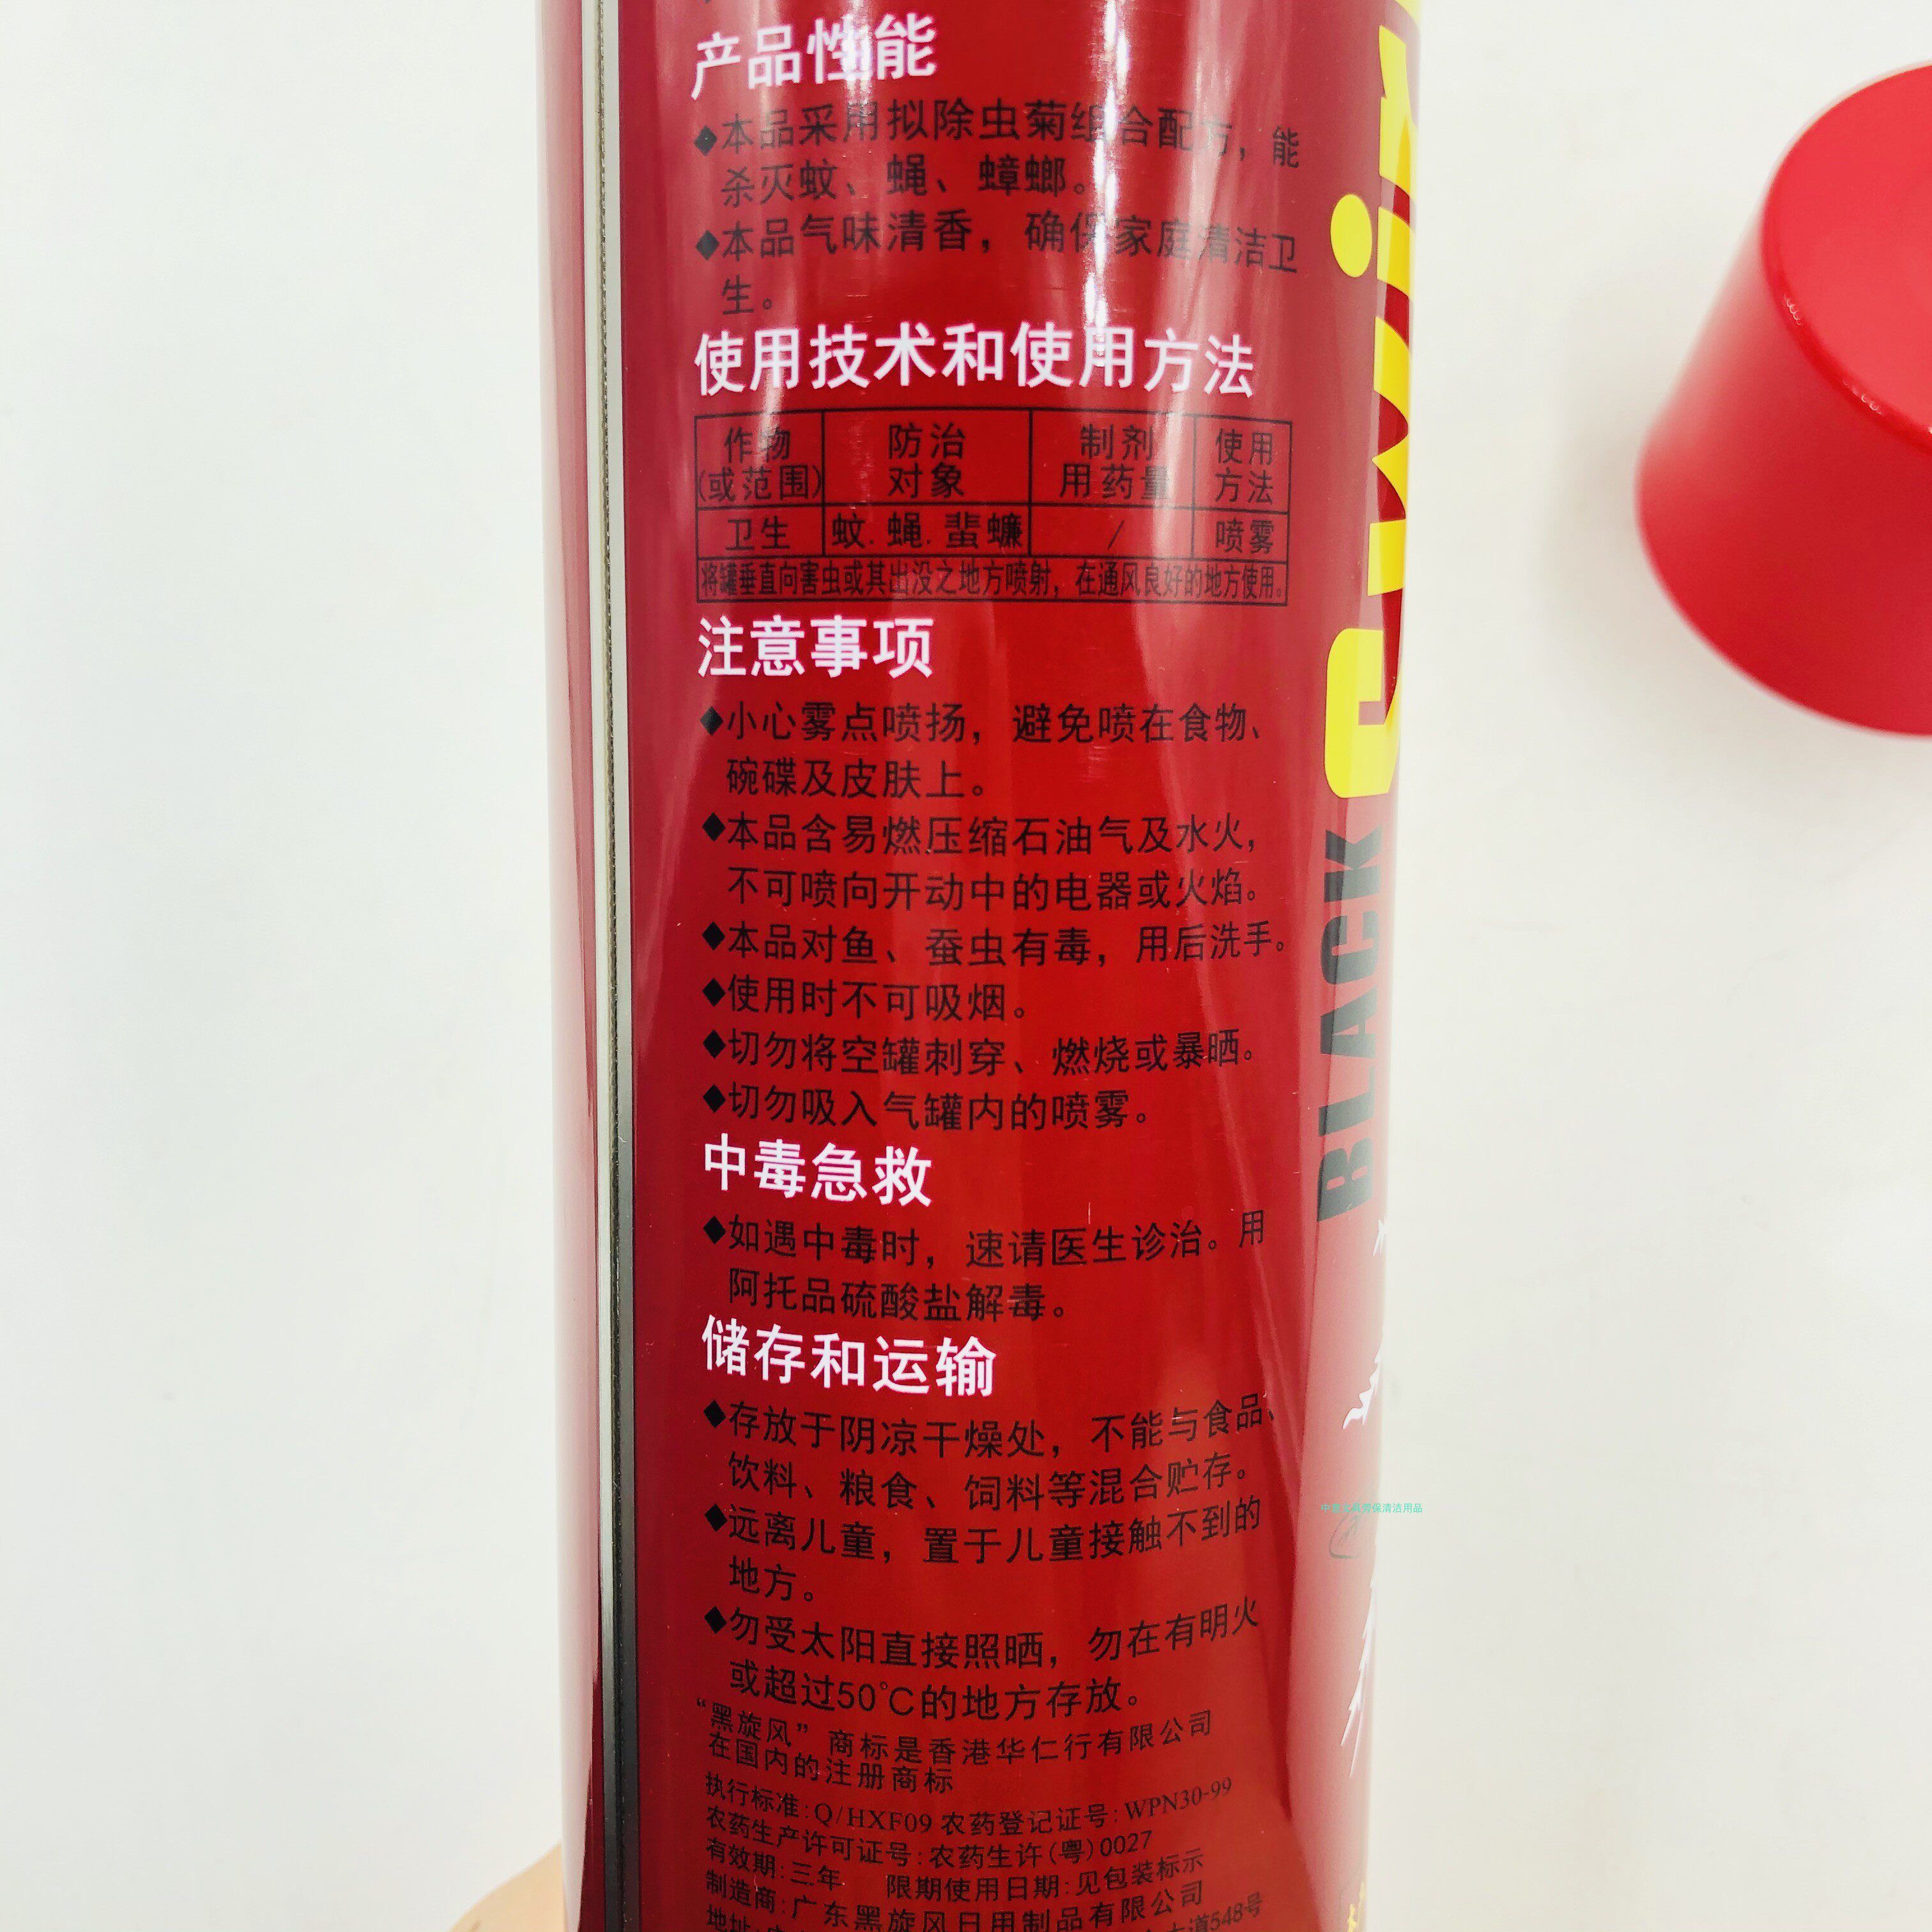 产品性能
◆本品采用拟除虫菊组合配方，能
杀灭蚊、蝇、蟑螂。
◆本品气味清香，确保家庭清洁卫
生。
使用技术和使用方法
作物
(或范围)
防治
对象
制剂
用药量
使用
方法
卫生
蚊.蝇.蜚蠊
/
喷雾
将罐垂直向害虫或其出没之地方喷射，在通风良好的地方使用。
注意事项
◆小心雾点喷扬，避免喷在食物、
碗碟及皮肤上。
◆本品含易燃压缩石油气及水火，
不可喷向开动中的电器或火焰。
◆本品对鱼、蚕虫有毒，用后洗手。
◆使用时不可吸烟。
◆切勿将空罐刺穿、燃烧或暴晒。
◆切勿吸入气罐内的喷雾。
中毒急救
◆如遇中毒时，速请医生诊治。用
阿托品硫酸盐解毒。
储存和运输
◆存放于阴凉干燥处，不能与食品、
饮料、粮食、饲料等混合贮存。
◆远离儿童，置于儿童接触不到的
地方。
◆勿受太阳直接照晒，勿在有明火
或超过50℃的地方存放。
“黑旋风”商标是香港华仁行有限公司
在国内的注册商标
执行标准:Q/HXF09 农药登记证号:WPN30-99
农药生产许可证号:农药生许(粤)0027
有效期:三年 限期使用日期:见包装标示
制造商:广东黑旋风日用制品有限公司
地址:
大道548号
BLACK
劳保清洁用品